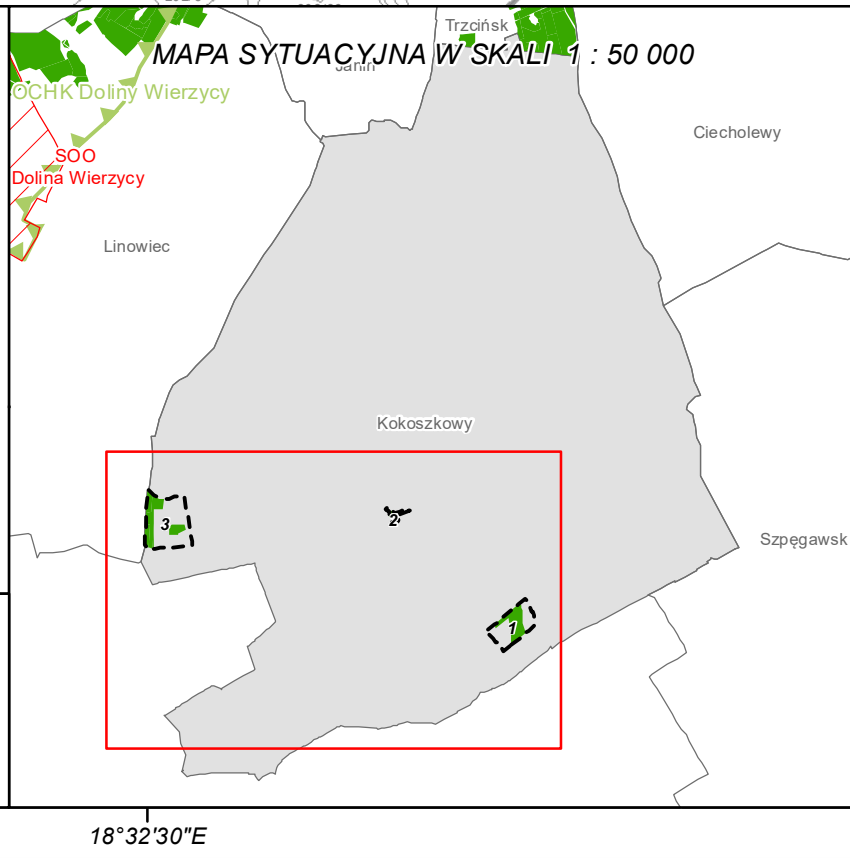 Trzcińsk
MAPA SYTUACYJNA W SKALI 1 : 50 000
Janin
OCHK Doliny Wierzycy
Ciecholewy
SOO
Dolina Wierzycy
Linowiec
Kokoszkowy
3
2
Szpęgawsk
1
18°32'30"E